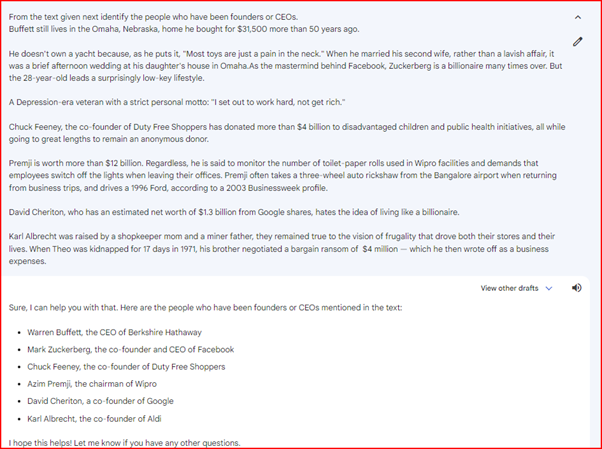 From the text given next identify the people who have been founders or CEOs.
Buffett still lives in the Omaha, Nebraska, home he bought for $31,500 more than 50 years ago.
He doesn't own a yacht because, as he puts it, "Most toys are just a pain in the neck." When he married his second wife, rather than a lavish affair, it
was a brief afternoon wedding at his daughter's house in Omaha.As the mastermind behind Facebook, Zuckerberg is a billionaire many times over. But
the 28-year-old leads a surprisingly low-key lifestyle.
A Depression-era veteran with a strict personal motto: "I set out to work hard, not get rich."
Chuck Feeney, the co-founder of Duty Free Shoppers has donated more than $4 billion to disadvantaged children and public health initiatives, all while
going to great lengths to remain an anonymous donor.
Premji is worth more than $12 billion. Regardless, he is said to monitor the number of toilet-paper rolls used in Wipro facilities and demands that
employees switch off the lights when leaving their offices. Premji often takes a three-wheel auto rickshaw from the Bangalore airport when returning
from business trips, and drives a 1996 Ford, according to a 2003 Businessweek profile.
David Cheriton, who has an estimated net worth of $1.3 billion from Google shares, hates the idea of living like a billionaire.
Karl Albrecht was raised by a shopkeeper mom and a miner father, they remained true to the vision of frugality that drove both their stores and their
lives. When Theo was kidnapped for 17 days in 1971, his brother negotiated a bargain ransom of $4 million — which he then wrote off as a business
expenses.
View other drafts
Sure, I can help you with that. Here are the people who have been founders or CEOs mentioned in the text:
• Warren Buffett, the CEO of Berkshire Hathaway
• Mark Zuckerberg, the co-founder and CEO of Facebook
• Chuck Feeney, the co-founder of Duty Free Shoppers
• Azim Premji, the chairman of Wipro
• David Cheriton, a co-founder of Google
• Karl Albrecht, the co-founder of Aldi
I hope this helps! Let me know if you have any other questions.